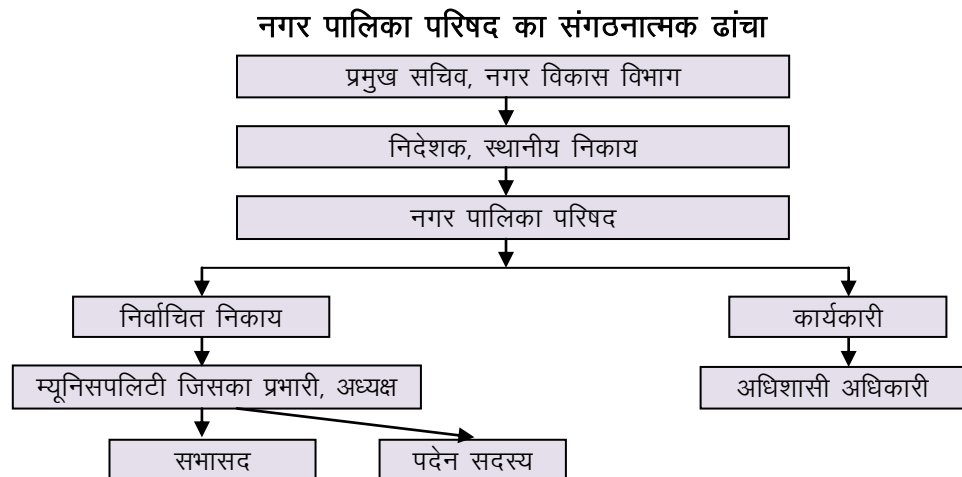 नगर पालिका परिषद का संगठनात्मक ढांचा
प्रमुख सचिव, नगर विकास विभाग
निदेशक, स्थानीय निकाय
नगर पालिका परिषद
निर्वाचित निकाय
कार्यकारी
म्यूनिसपलिटी जिसका प्रभारी, अध्यक्ष
अधिशासी अधिकारी
सभासद
पदेन सदस्य